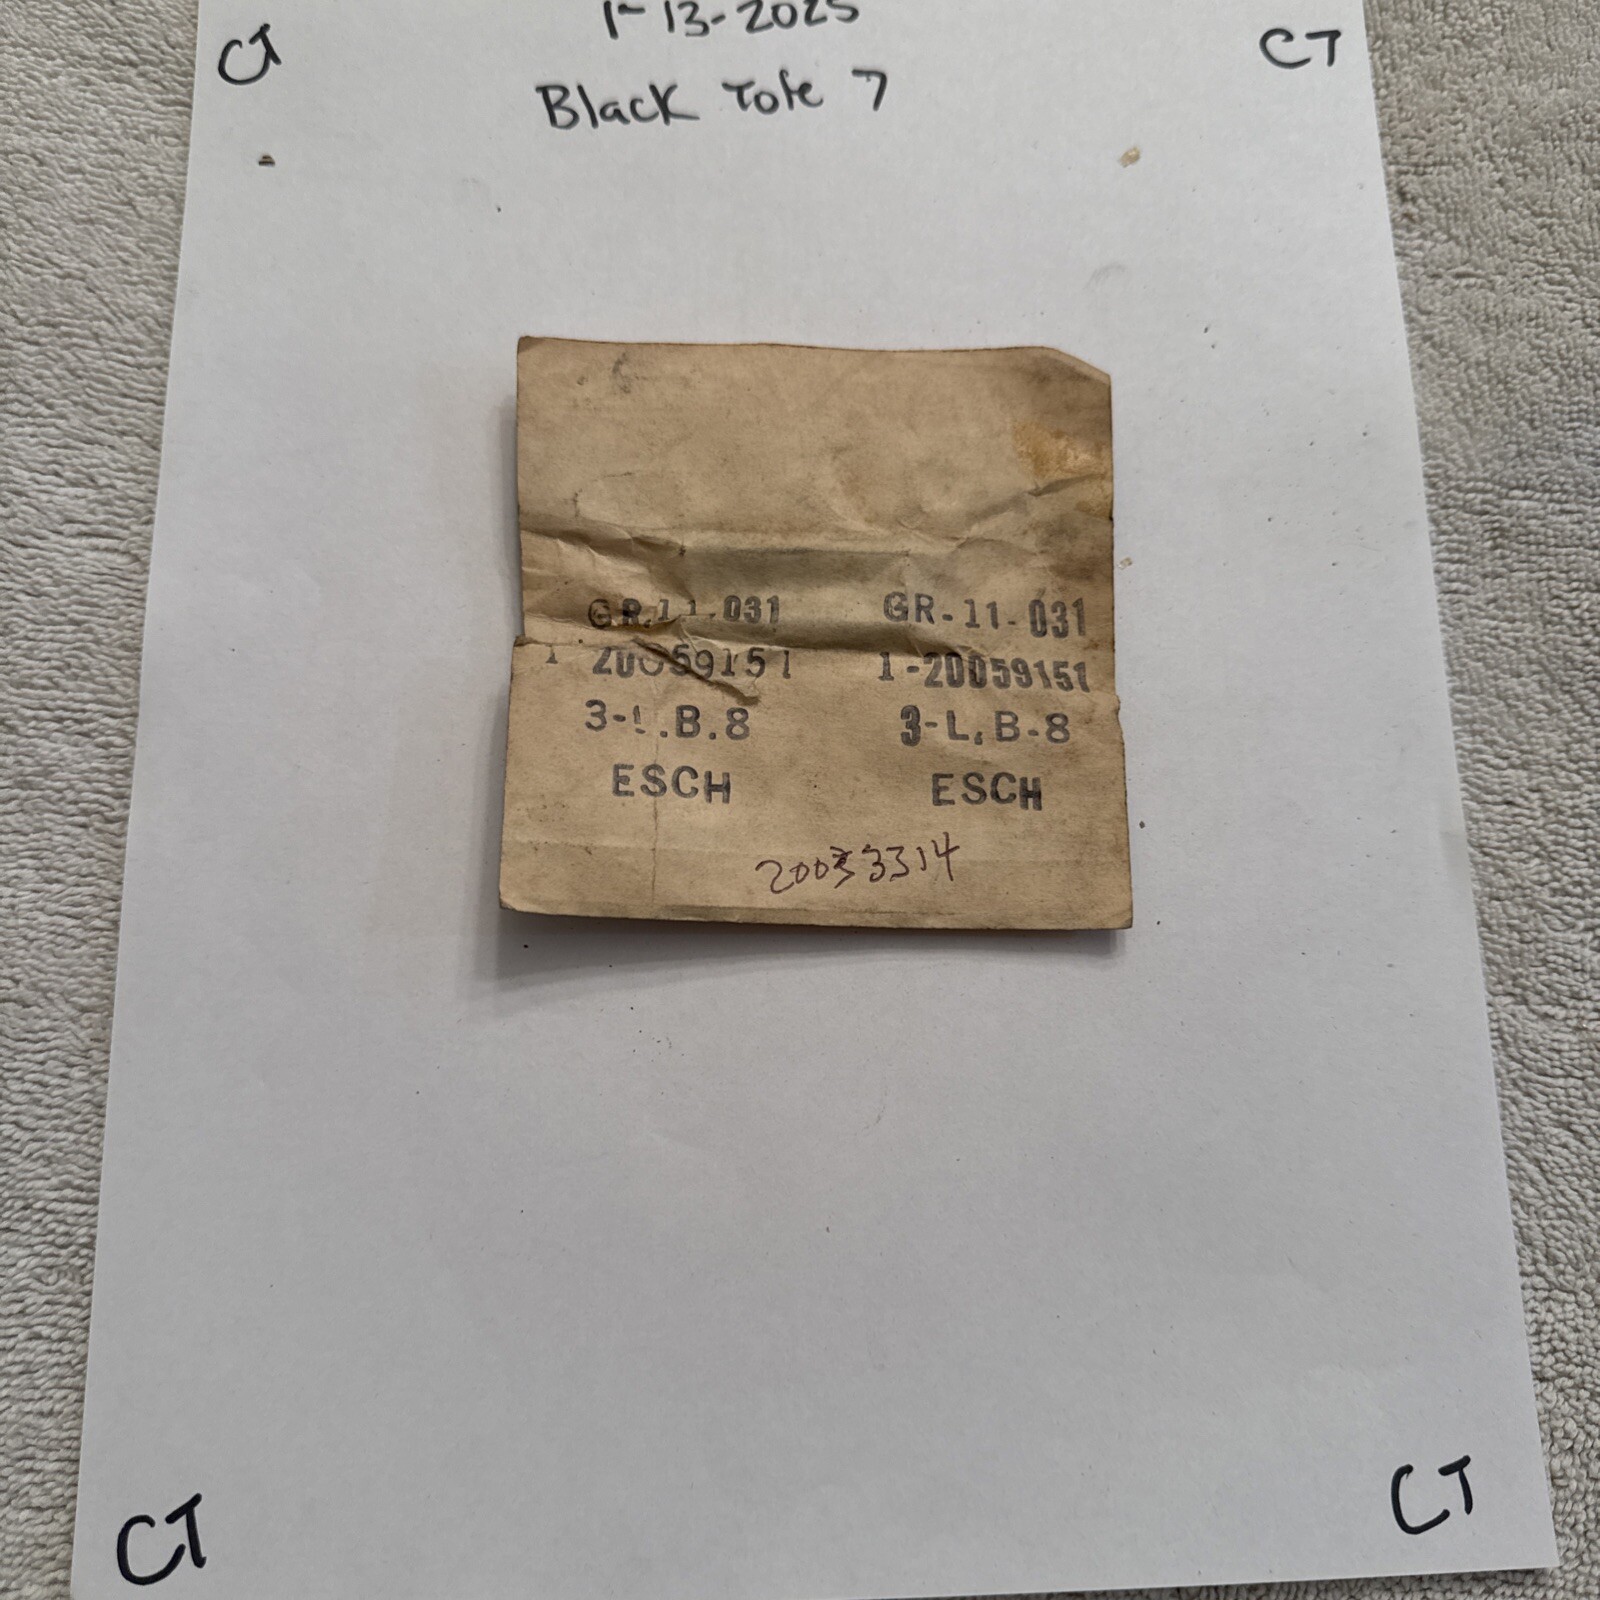 CT
1-13-2025
CT
Black Tote 7
GR.11.031 GR-11-031
1 20059151 1-20059151
3-L.B.8 3-L.B-8
ESCH ESCH
20033314
CT
CT